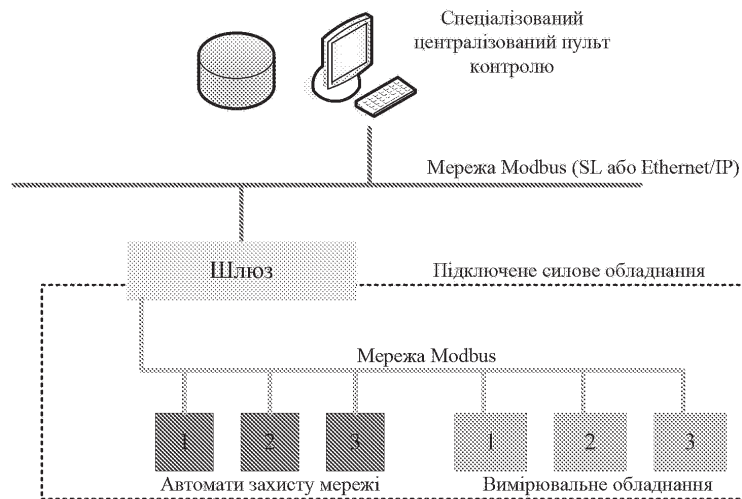 Спеціалізований
централізований пульт
контролю
Мережа Modbus (SL або Ethernet/IP)
Шлюз
Підключене силове обладнання
Мережа Modbus
1 2 3 1 2 3
Автомати захисту мережі Вимірювальне обладнання